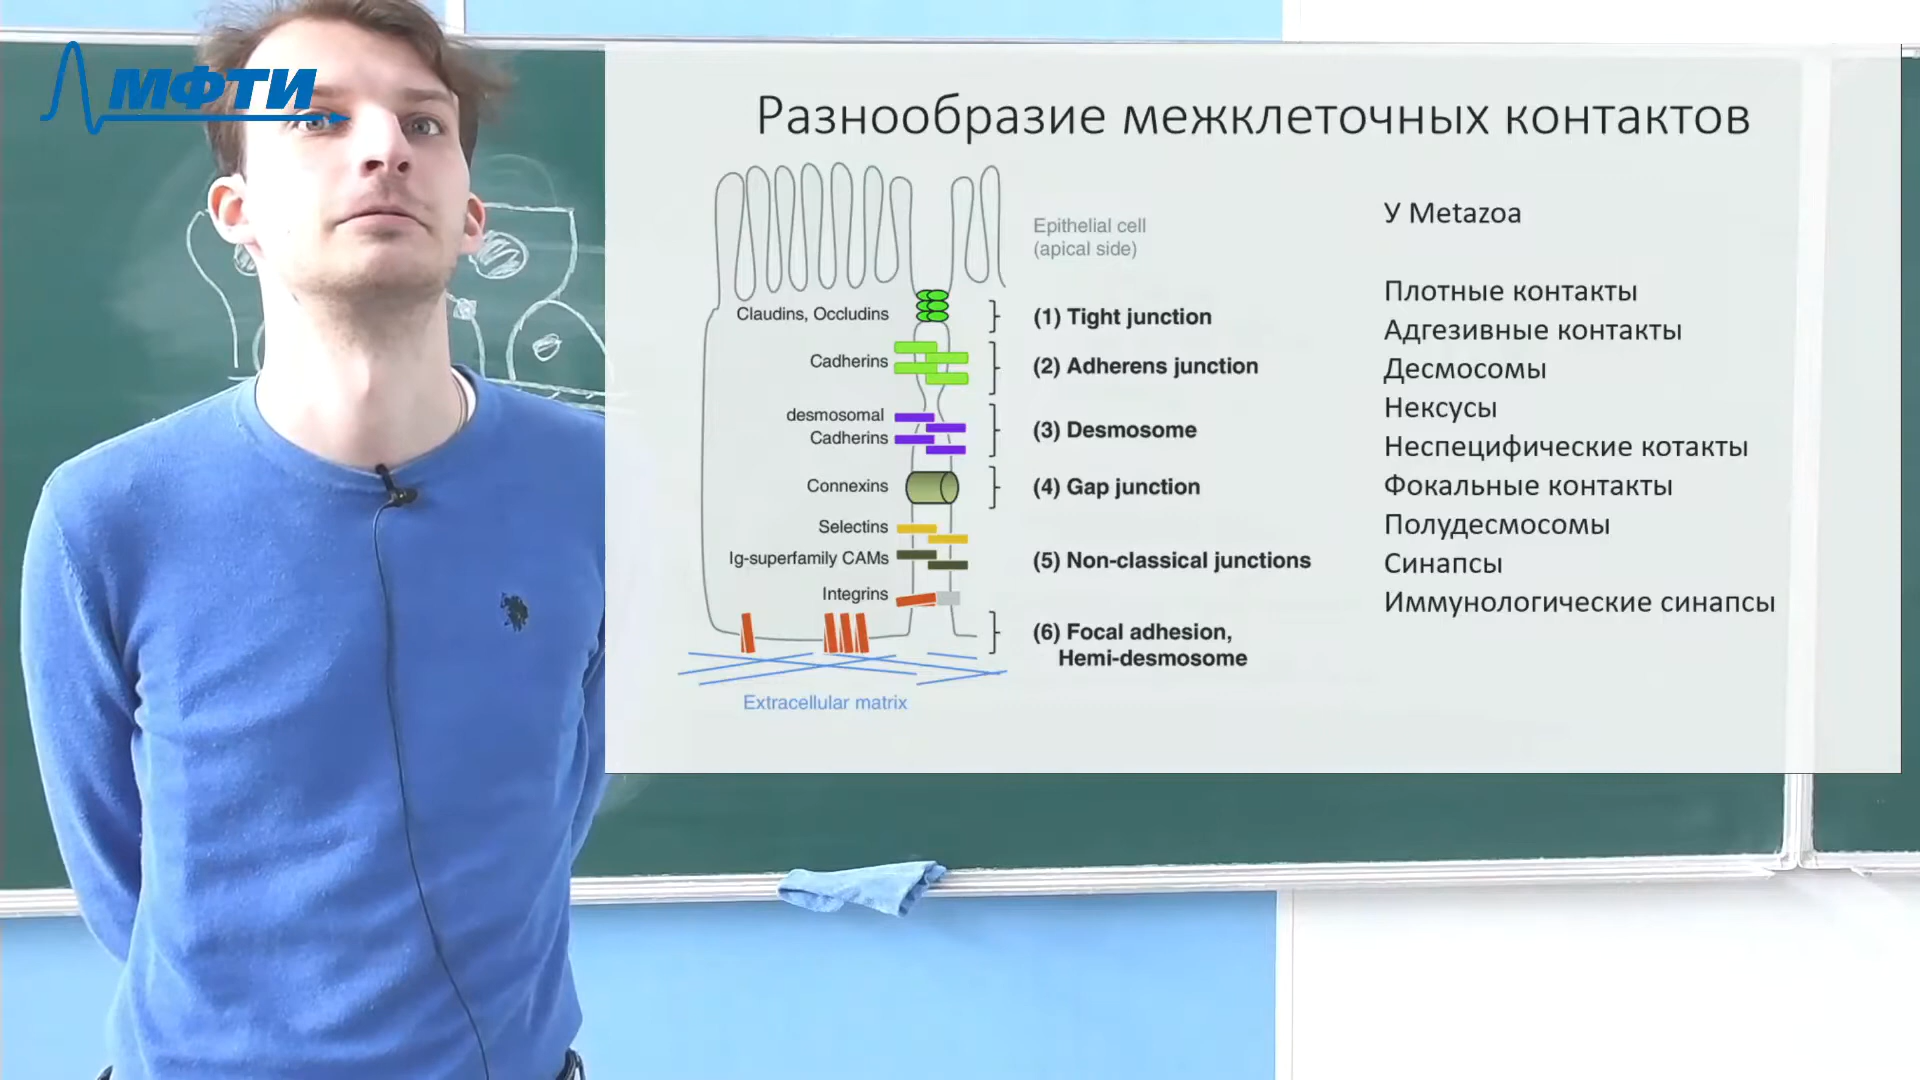 МФТИ
Разнообразие межклеточных контактов
Epithelial cell
(apical side)
Claudins, Occludins
(1) Tight junction
Cadherins
(2) Adherens junction
desmosomal
Cadherins
(3) Desmosome
Connexins
(4) Gap junction
Selectins
Ig-superfamily CAMs
(5) Non-classical junctions
Integrins
(6) Focal adhesion,
Hemi-desmosome
Extracellular matrix
У Metazoa
Плотные контакты
Адгезивные контакты
Десмосомы
Нексусы
Неспецифические котакты
Фокальные контакты
Полудесмосомы
Синапсы
Иммунологические синапсы